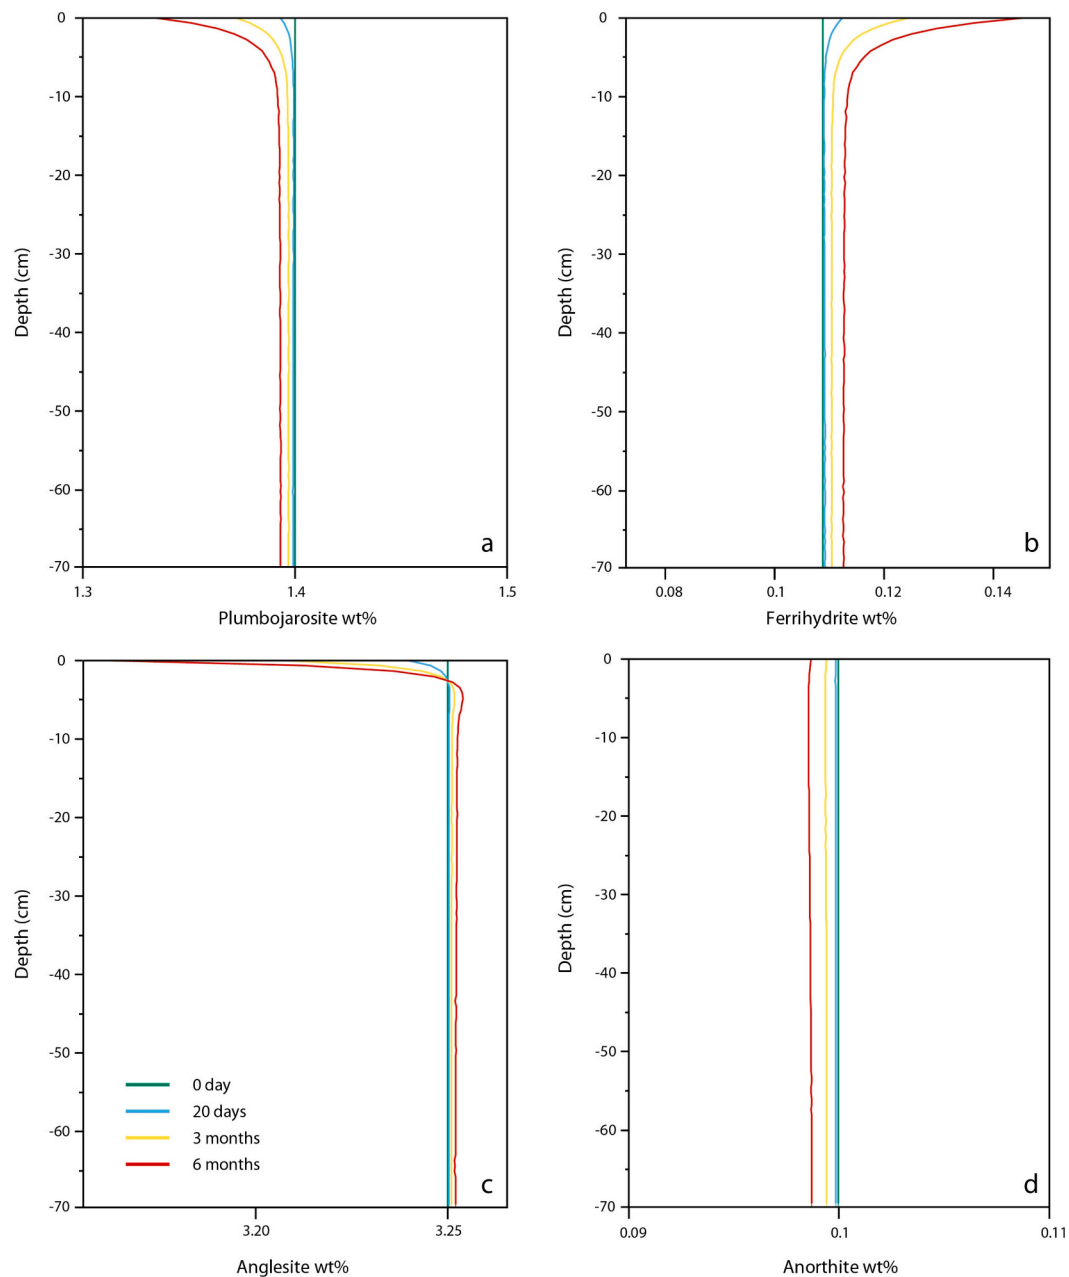 0
-10
-20
-30
-40
-50
-60
-70
Depth (cm)
1.3
1.4
1.5
Plumbojarosite wt%
a
0
-10
-20
-30
-40
-50
-60
-70
Depth (cm)
0.08
0.1
0.12
0.14
Ferrihydrite wt%
b
0
-10
-20
-30
-40
-50
-60
-70
Depth (cm)
0 day
20 days
3 months
6 months
3.20
3.25
Anglesite wt%
c
0
-10
-20
-30
-40
-50
-60
-70
Depth (cm)
0.09
0.1
0.11
Anorthite wt%
d